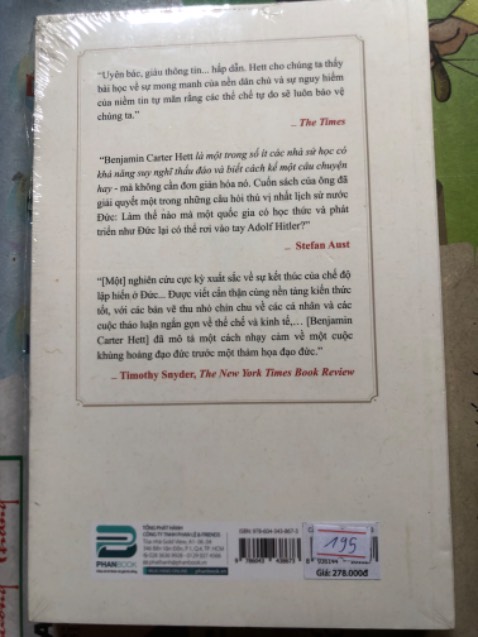 “Uyên bác, giàu thông tin... hấp dẫn. Hett cho chúng ta thấy
bài học về sự mong manh của nền dân chủ và sự nguy hiểm
của niềm tin tự mãn rằng các thể chế tự do sẽ luôn bảo vệ
chúng ta.”
_ The Times
“Benjamin Carter Hett là một trong số ít các nhà sử học có
khả năng suy nghĩ thấu đáo và biết cách kể một câu chuyện
hay - mà không cần đơn giản hóa nó. Cuốn sách của ông đã
giải quyết một trong những câu hỏi thú vị nhất lịch sử nước
Đức: Làm thế nào mà một quốc gia có học thức và phát
triển như Đức lại có thể rơi vào tay Adolf Hitler?”
_ Stefan Aust
“[Một] nghiên cứu cực kỳ xuất sắc về sự kết thúc của chế độ
lập hiến ở Đức... Được viết cẩn thận cùng nền tảng kiến thức
tốt, với các bản vẽ thu nhỏ chỉn chu về các cá nhân và các
cuộc thảo luận ngắn gọn về thể chế và kinh tế,... [Benjamin
Carter Hett] đã mô tả một cách nhạy cảm về một cuộc
khủng hoảng đạo đức trước một thảm họa đạo đức.”
_ Timothy Snyder, The New York Times Book Review
TỔNG PHÁT HÀNH
CÔNG TY TNHH PHAN LÊ & FRIENDS
PHANBOOK
195
Giá: 278.000đ